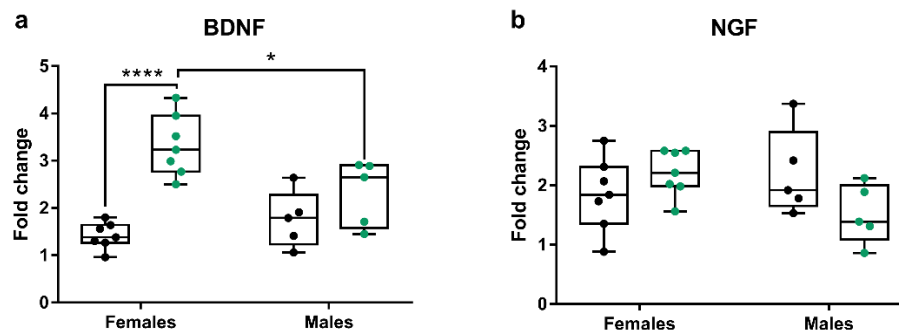 a
BDNF
Fold change
5
4
3
2
1
0
****
*
Females
Males
b
NGF
Fold change
4
3
2
1
0
Females
Males